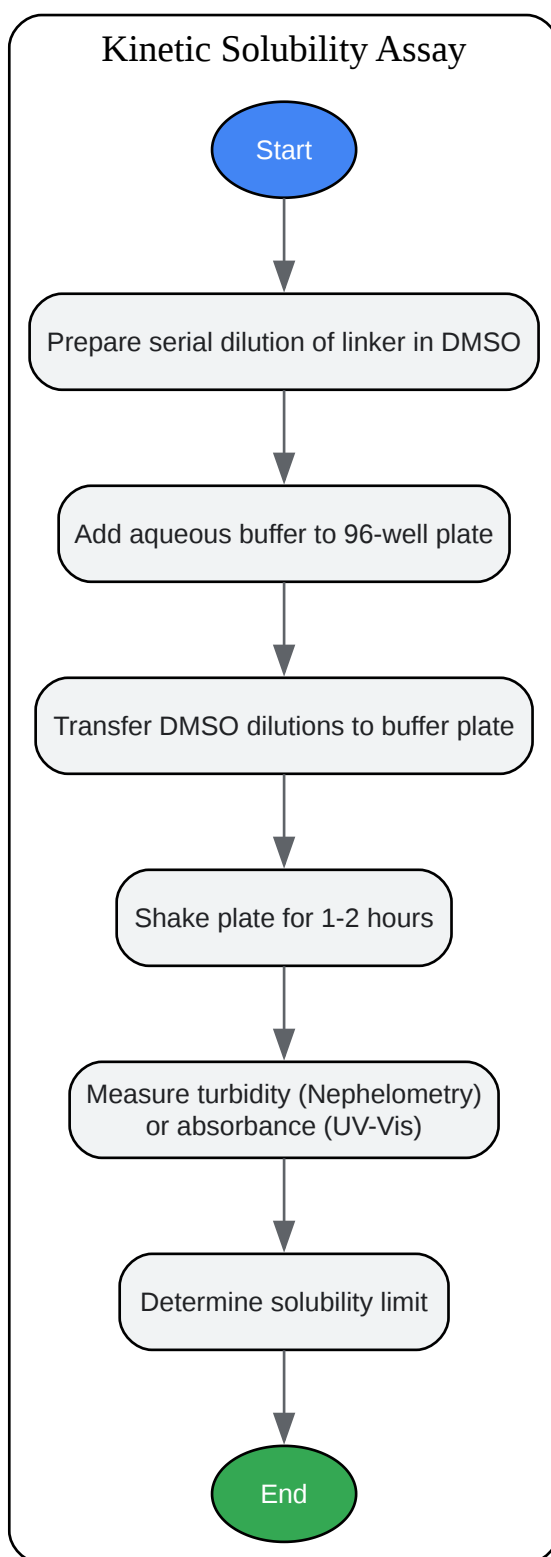 Kinetic Solubility Assay
Start
Prepare serial dilution of linker in DMSO
Add aqueous buffer to 96-well plate
Transfer DMSO dilutions to buffer plate
Shake plate for 1-2 hours
Measure turbidity (Nephelometry)
or absorbance (UV-Vis)
Determine solubility limit
End